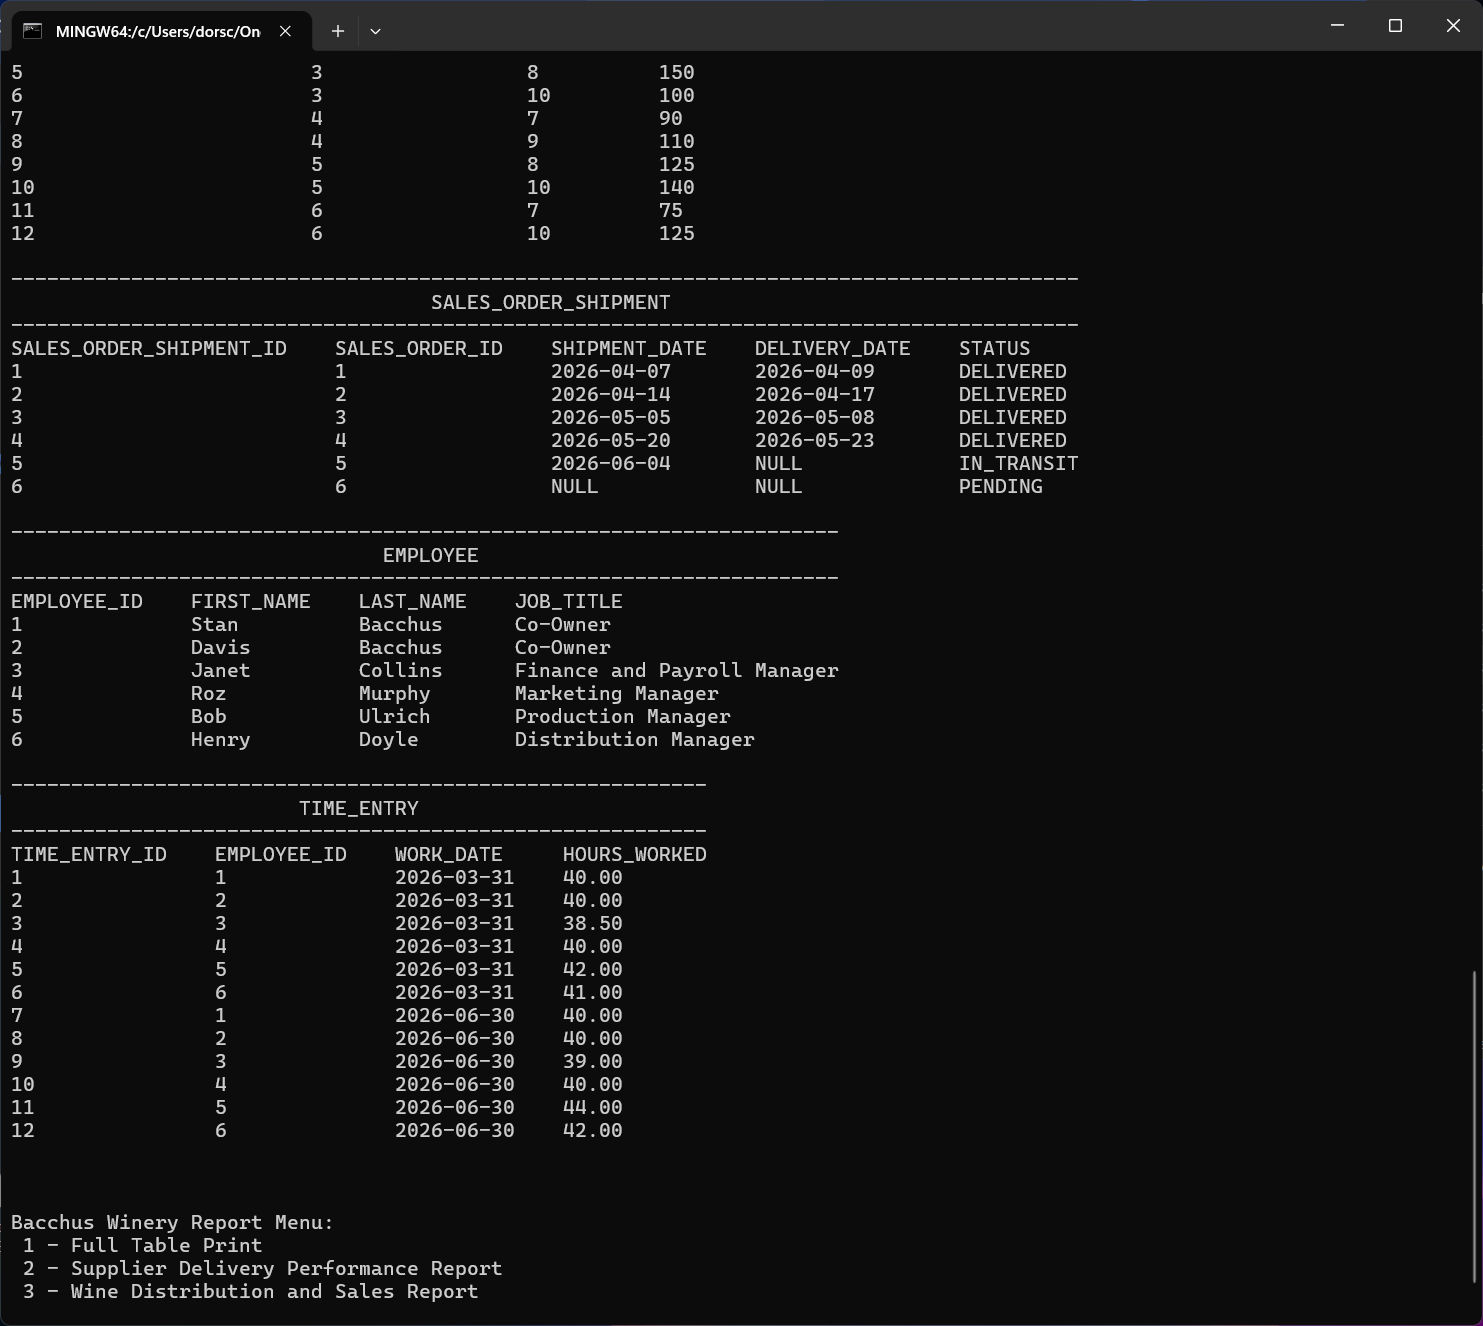 MINGW64:/c/Users/dorsc/On
5 3 8 150
6 3 10 100
7 4 7 90
8 4 9 110
9 5 8 125
10 5 10 140
11 6 7 75
12 6 10 125
-----------------------------------------------------------------------------------------
SALES_ORDER_SHIPMENT
-----------------------------------------------------------------------------------------
SALES_ORDER_SHIPMENT_ID SALES_ORDER_ID SHIPMENT_DATE DELIVERY_DATE STATUS
1 1 2026-04-07 2026-04-09 DELIVERED
2 2 2026-04-14 2026-04-17 DELIVERED
3 3 2026-05-05 2026-05-08 DELIVERED
4 4 2026-05-20 2026-05-23 DELIVERED
5 5 2026-06-04 NULL IN_TRANSIT
6 6 NULL NULL PENDING
---------------------------------------------------------------------
EMPLOYEE
---------------------------------------------------------------------
EMPLOYEE_ID FIRST_NAME LAST_NAME JOB_TITLE
1 Stan Bacchus Co-Owner
2 Davis Bacchus Co-Owner
3 Janet Collins Finance and Payroll Manager
4 Roz Murphy Marketing Manager
5 Bob Ulrich Production Manager
6 Henry Doyle Distribution Manager
----------------------------------------------------------
TIME_ENTRY
----------------------------------------------------------
TIME_ENTRY_ID EMPLOYEE_ID WORK_DATE HOURS_WORKED
1 1 2026-03-31 40.00
2 2 2026-03-31 40.00
3 3 2026-03-31 38.50
4 4 2026-03-31 40.00
5 5 2026-03-31 42.00
6 6 2026-03-31 41.00
7 1 2026-06-30 40.00
8 2 2026-06-30 40.00
9 3 2026-06-30 39.00
10 4 2026-06-30 40.00
11 5 2026-06-30 44.00
12 6 2026-06-30 42.00
Bacchus Winery Report Menu:
1 - Full Table Print
2 - Supplier Delivery Performance Report
3 - Wine Distribution and Sales Report